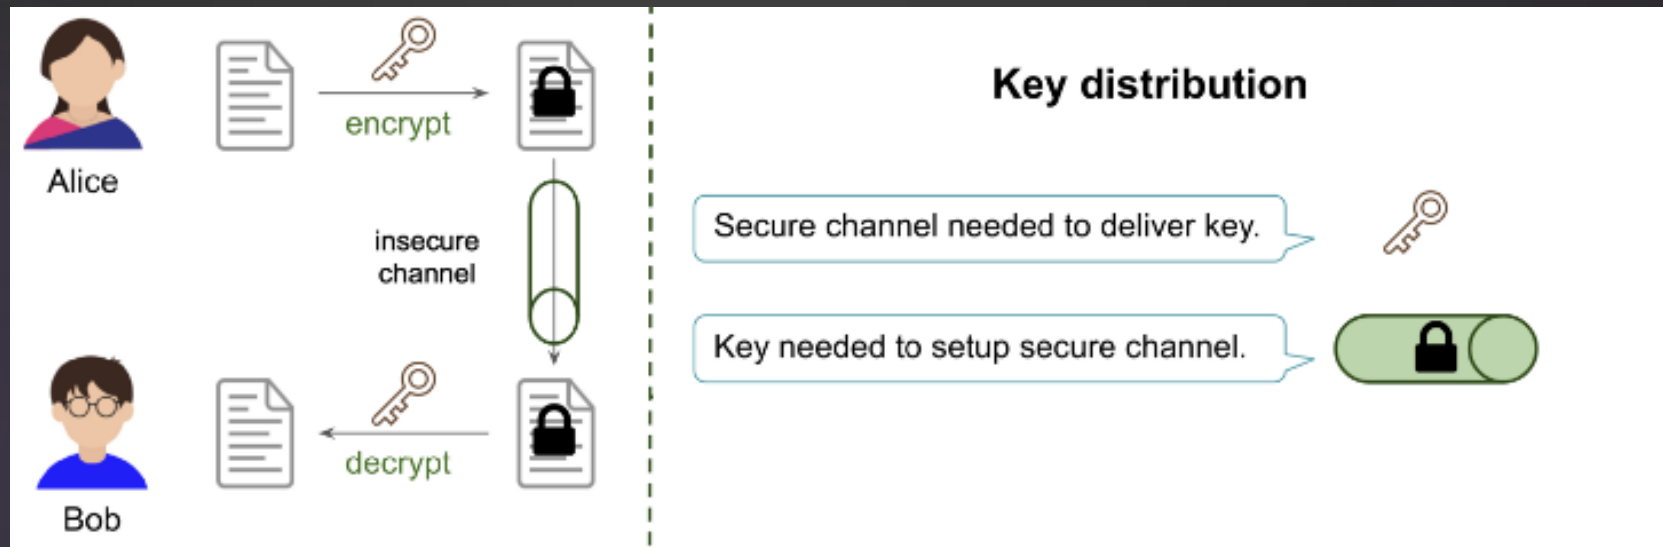 Alice
encrypt
insecure
channel
decrypt
Bob
Key distribution
Secure channel needed to deliver key.
Key needed to setup secure channel.